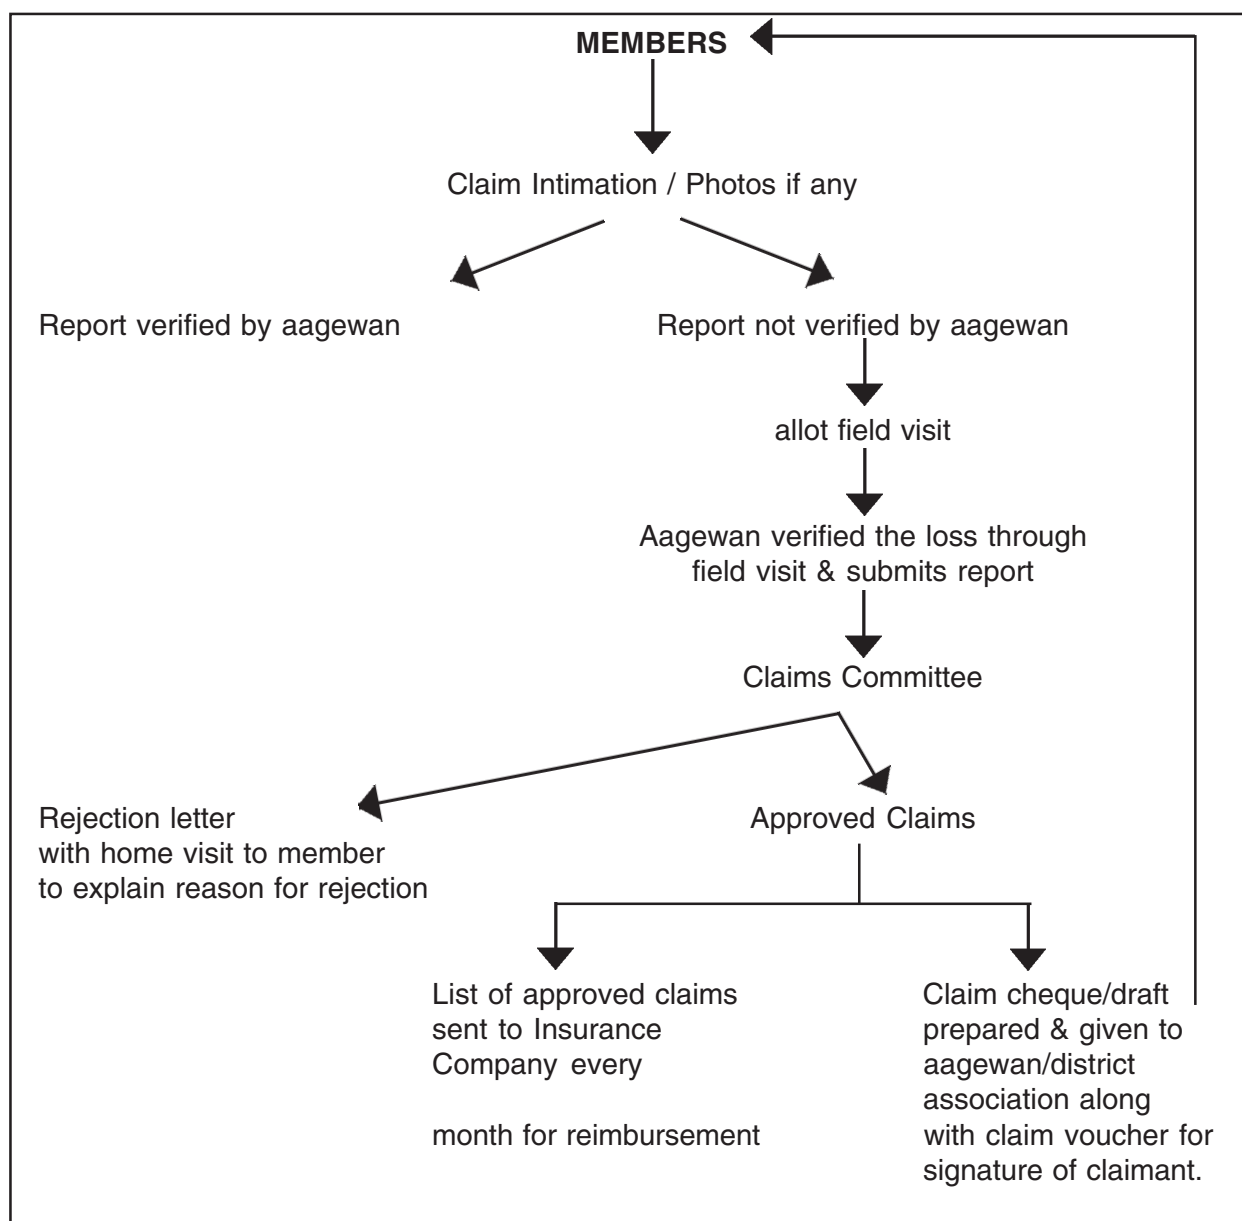 MEMBERS
Claim Intimation / Photos if any
Report verified by aagewan
Report not verified by aagewan
allot field visit
Aagewan verified the loss through
field visit & submits report
Claims Committee
Rejection letter
with home visit to member
to explain reason for rejection
Approved Claims
List of approved claims
sent to Insurance
Company every
month for reimbursement
Claim cheque/draft
prepared & given to
aagewan/district
association along
with claim voucher for
signature of claimant.